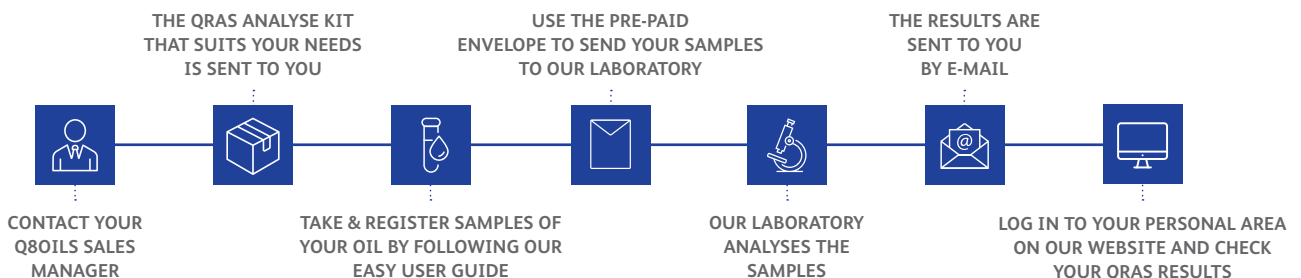 THE QRAS ANALYSE KIT
THAT SUITS YOUR NEEDS
IS SENT TO YOU
USE THE PRE-PAID
ENVELOPE TO SEND YOUR SAMPLES
TO OUR LABORATORY
THE RESULTS ARE
SENT TO YOU
BY E-MAIL
@
CONTACT YOUR
Q8OILS SALES
MANAGER
TAKE & REGISTER SAMPLES OF
YOUR OIL BY FOLLOWING OUR
EASY USER GUIDE
OUR LABORATORY
ANALYSES THE
SAMPLES
LOG IN TO YOUR PERSONAL AREA
ON OUR WEBSITE AND CHECK
YOUR QRAS RESULTS